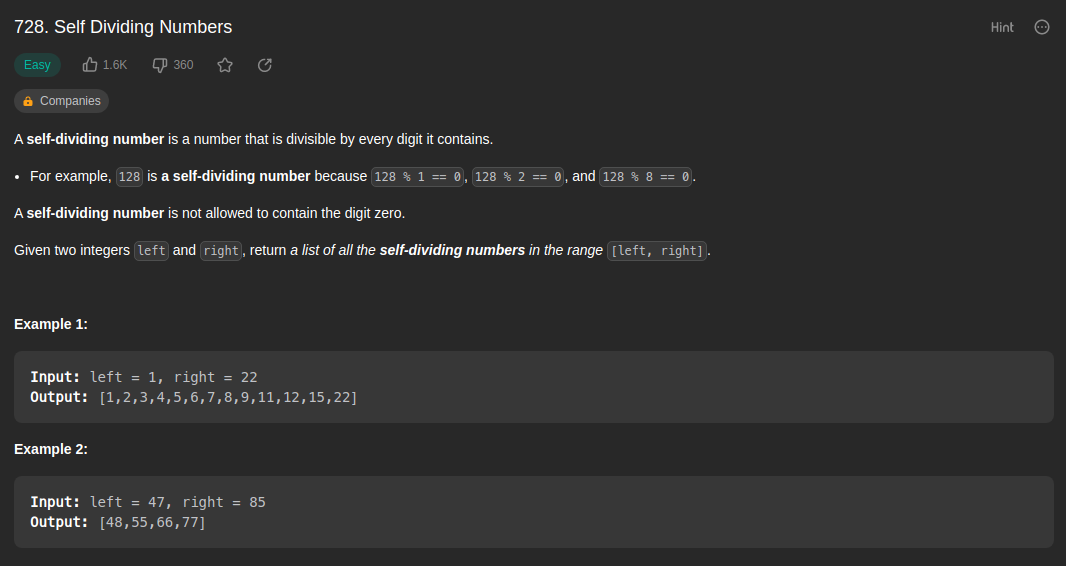 728. Self Dividing Numbers
Hint
Easy 1.6K 360
Companies
A self-dividing number is a number that is divisible by every digit it contains.
• For example, 128 is a self-dividing number because 128 % 1 == 0, 128 % 2 == 0, and 128 % 8 == 0.
A self-dividing number is not allowed to contain the digit zero.
Given two integers left and right, return a list of all the self-dividing numbers in the range [left, right].
Example 1:
Input: left = 1, right = 22
Output: [1,2,3,4,5,6,7,8,9,11,12,15,22]
Example 2:
Input: left = 47, right = 85
Output: [48,55,66,77]